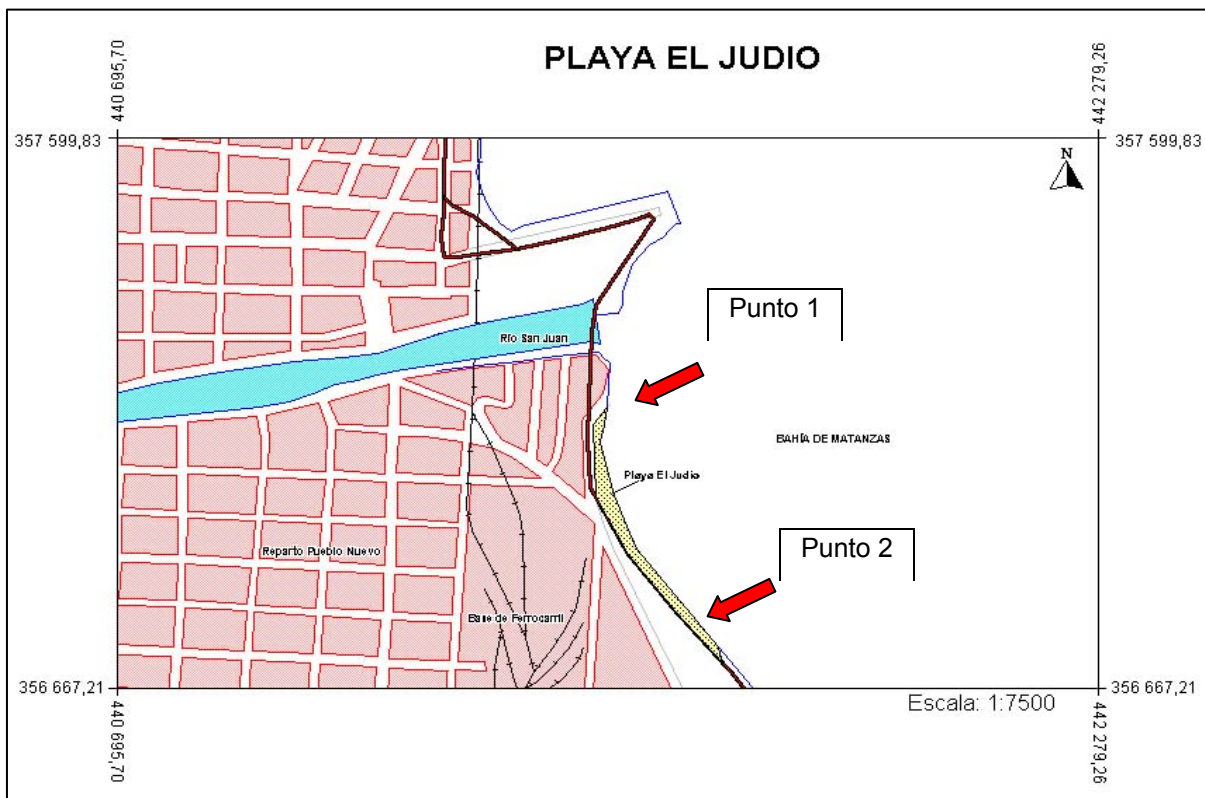 440 695,70
442 279,26
PLAYA EL JUDIO
357 599,83
357 599,83
N
Punto 1
Río San Juan
BAHÍA DE MATANZAS
Playa El Judio
Punto 2
Reparto Pueblo Nuevo
Base de Ferrocarril
356 667,21
356 667,21
Escala: 1:7500
440 695,70
442 279,26